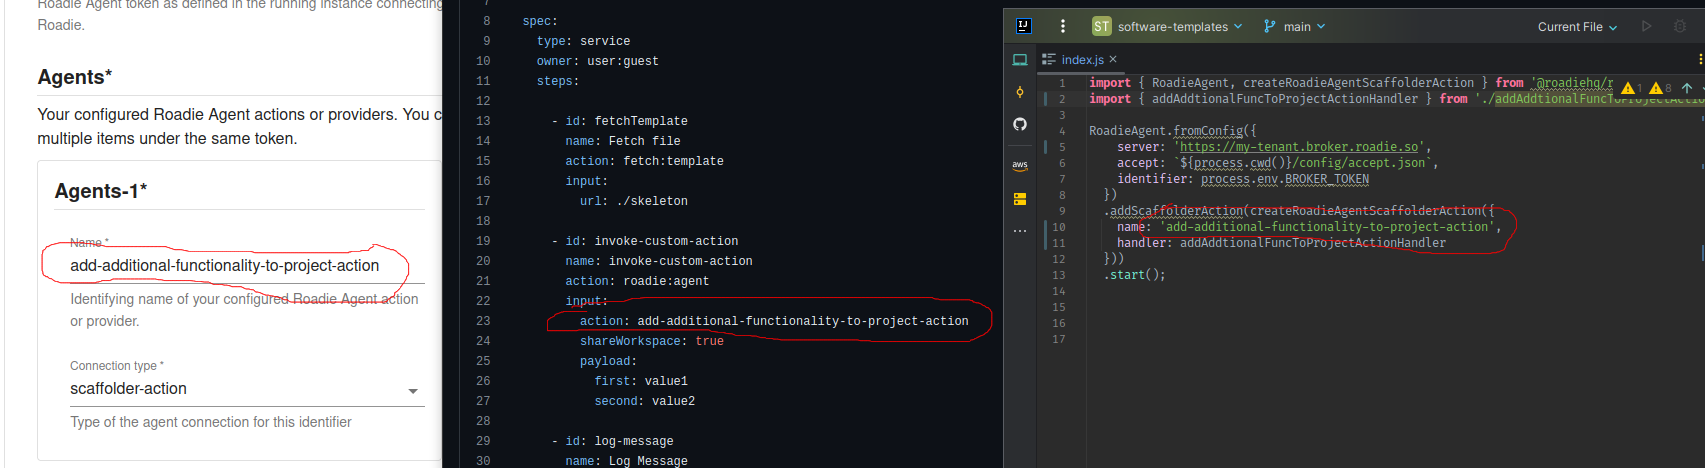 Roadie Agent token as defined in the running instance connecting
Roadie.
Agents*
Your configured Roadie Agent actions or providers. You c
multiple items under the same token.
Agents-1*
Name *
add-additional-functionality-to-project-action
Identifying name of your configured Roadie Agent action
or provider.
Connection type *
scaffolder-action
Type of the agent connection for this identifier
7
8 spec:
9 type: service
10 owner: user:guest
11 steps:
12
13 - id: fetchTemplate
14 name: Fetch file
15 action: fetch:template
16 input:
17 url: ./skeleton
18
19 - id: invoke-custom-action
20 name: invoke-custom-action
21 action: roadie:agent
22 input:
23 action: add-additional-functionality-to-project-action
24 shareWorkspace: true
25 payload:
26 first: value1
27 second: value2
28
29 - id: log-message
30 name: Log Message
IJ ST software-templates main Current File
index.js
aws
1 import { RoadieAgent, createRoadieAgentScaffolderAction } from '@roadiehq/r 1 8
2 import { addAddtionalFuncToProjectActionHandler } from './addAddtionalFuncToProjectAction
3
4 RoadieAgent.fromConfig({
5 server: 'https://my-tenant.broker.roadie.so',
6 accept: `${process.cwd()}/config/accept.json`,
7 identifier: process.env.BROKER_TOKEN
8 })
9 .addScaffolderAction(createRoadieAgentScaffolderAction({
10 name: 'add-additional-functionality-to-project-action',
11 handler: addAddtionalFuncToProjectActionHandler
12 }))
13 .start();
14
15
16
17